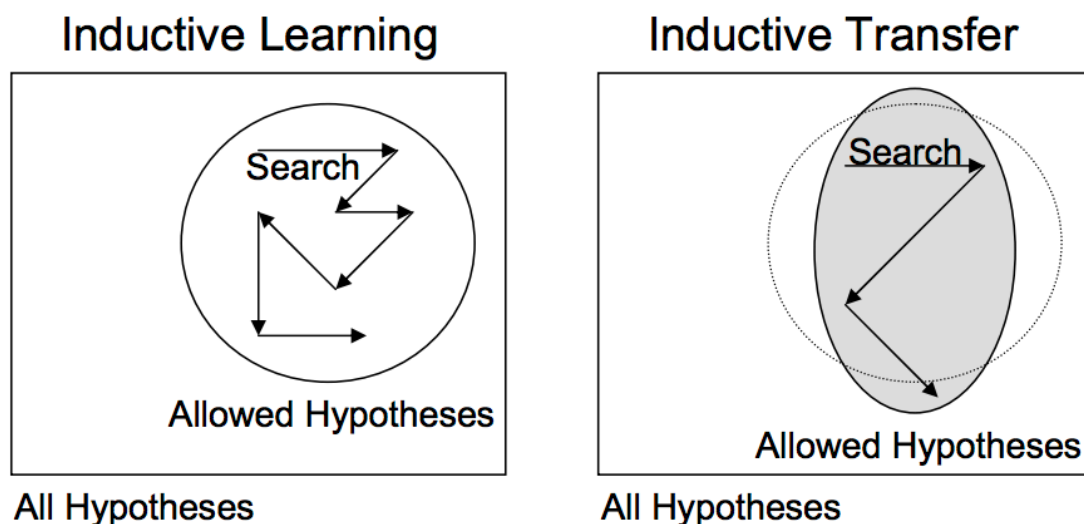 Inductive Learning
Search
Allowed Hypotheses
All Hypotheses
Inductive Transfer
Search
Allowed Hypotheses
All Hypotheses